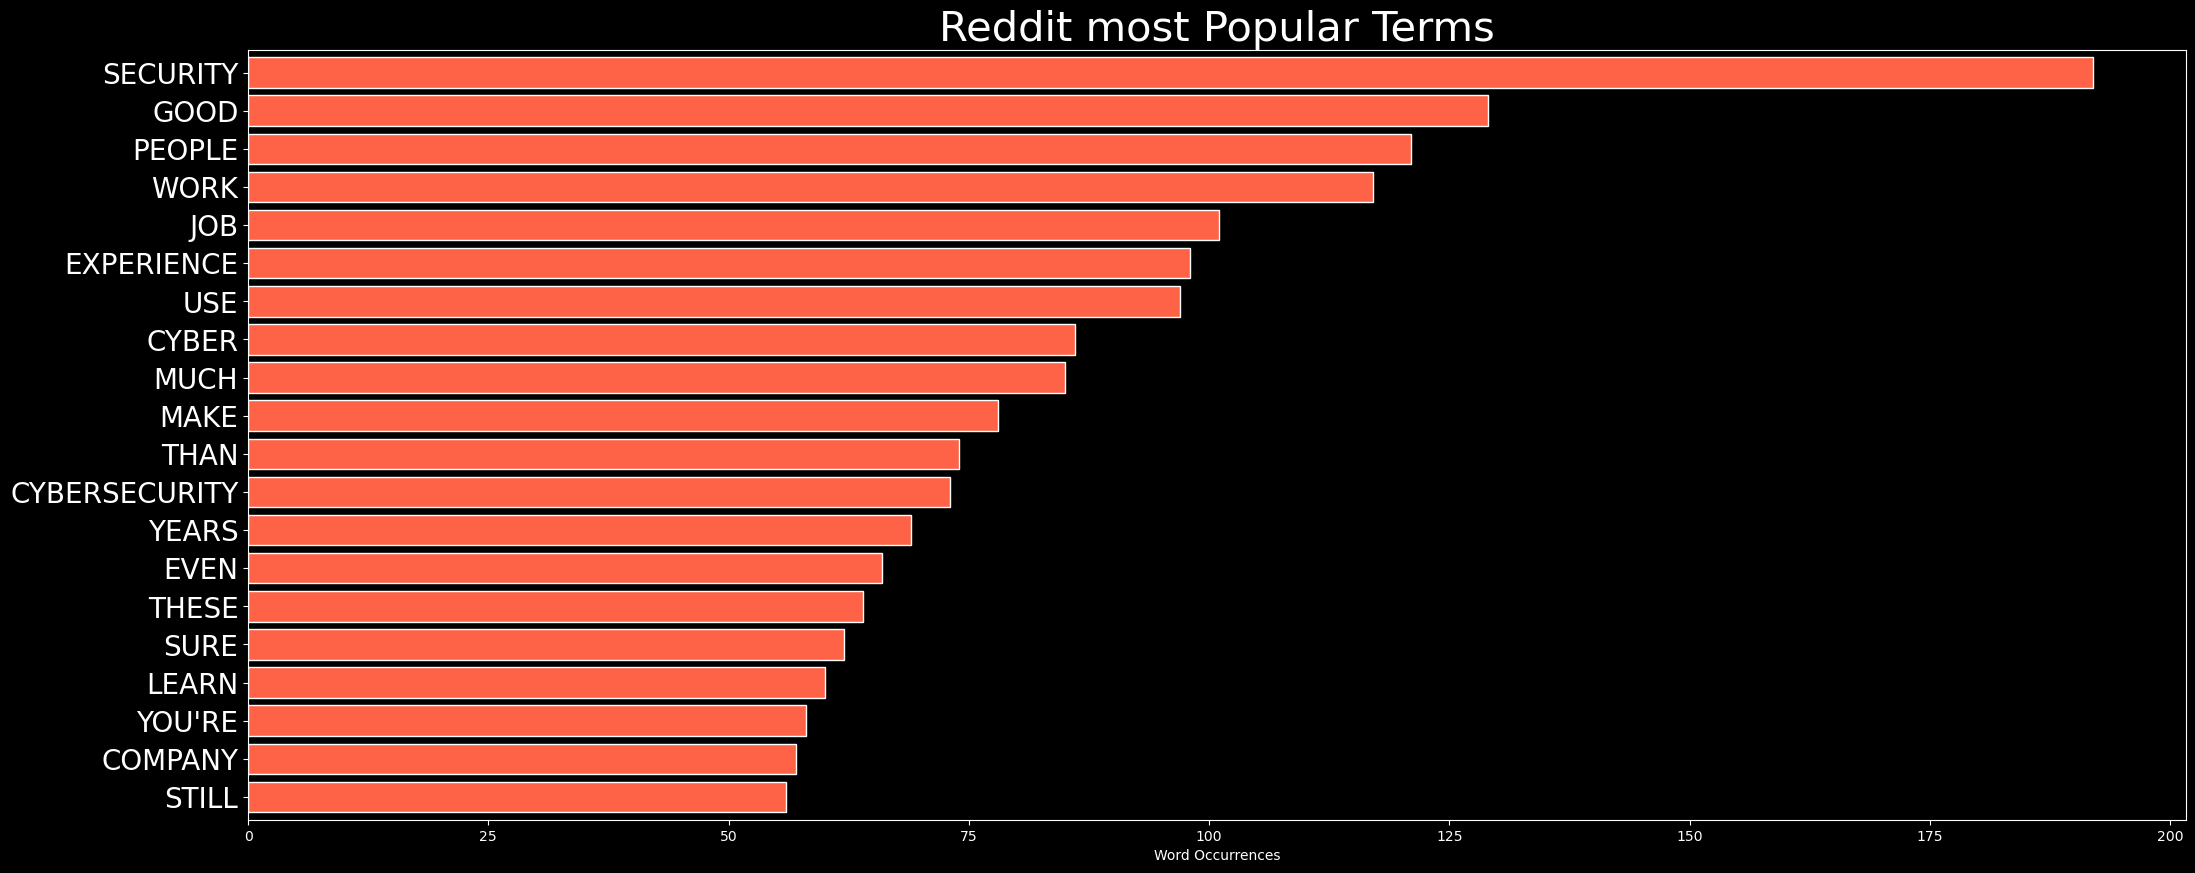 Reddit most Popular Terms
SECURITY
GOOD
PEOPLE
WORK
JOB
EXPERIENCE
USE
CYBER
MUCH
MAKE
THAN
CYBERSECURITY
YEARS
EVEN
THESE
SURE
LEARN
YOU'RE
COMPANY
STILL
0 25 50 75 100 125 150 175 200
Word Occurrences